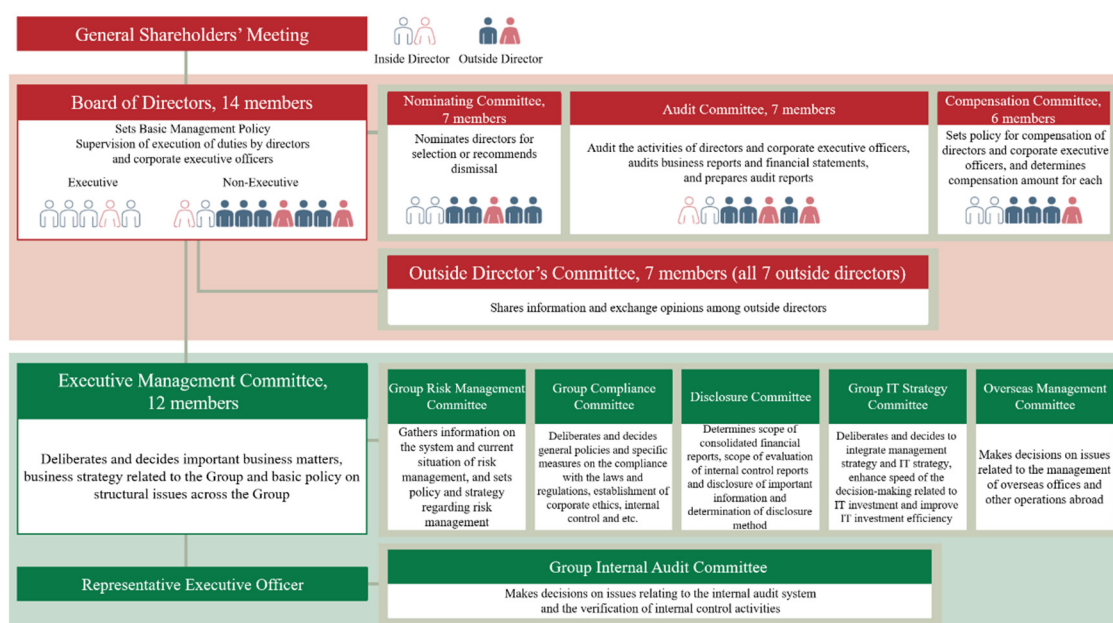 General Shareholders' Meeting
Inside Director
Outside Director
Board of Directors, 14 members
Sets Basic Management Policy
Supervision of execution of duties by directors
and corporate executive officers
Executive
Non-Executive
Nominating Committee,
7 members
Nominates directors for
selection or recommends
dismissal
Audit Committee, 7 members
Audit the activities of directors and corporate executive officers,
audits business reports and financial statements,
and prepares audit reports
Compensation Committee,
6 members
Sets policy for compensation of
directors and corporate executive
officers, and determines
compensation amount for each
Outside Director's Committee, 7 members (all 7 outside directors)
Shares information and exchange opinions among outside directors
Executive Management Committee,
12 members
Deliberates and decides important business matters,
business strategy related to the Group and basic policy on
structural issues across the Group
Group Risk Management
Committee
Gathers information on
the system and current
situation of risk
management, and sets
policy and strategy
regarding risk
management
Group Compliance
Committee
Deliberates and decides
general policies and specific
measures on the compliance
with the laws and
regulations, establishment of
corporate ethics, internal
control and etc.
Disclosure Committee
Determines scope of
consolidated financial
reports, scope of evaluation
of internal control reports
and disclosure of important
information and
determination of disclosure
method
Group IT Strategy
Committee
Deliberates and decides to
integrate management
strategy and IT strategy,
enhance speed of the
decision-making related to
IT investment and improve
IT investment efficiency
Overseas Management
Committee
Makes decisions on issues
related to the management
of overseas offices and
other operations abroad
Representative Executive Officer
Group Internal Audit Committee
Makes decisions on issues relating to the internal audit system
and the verification of internal control activities